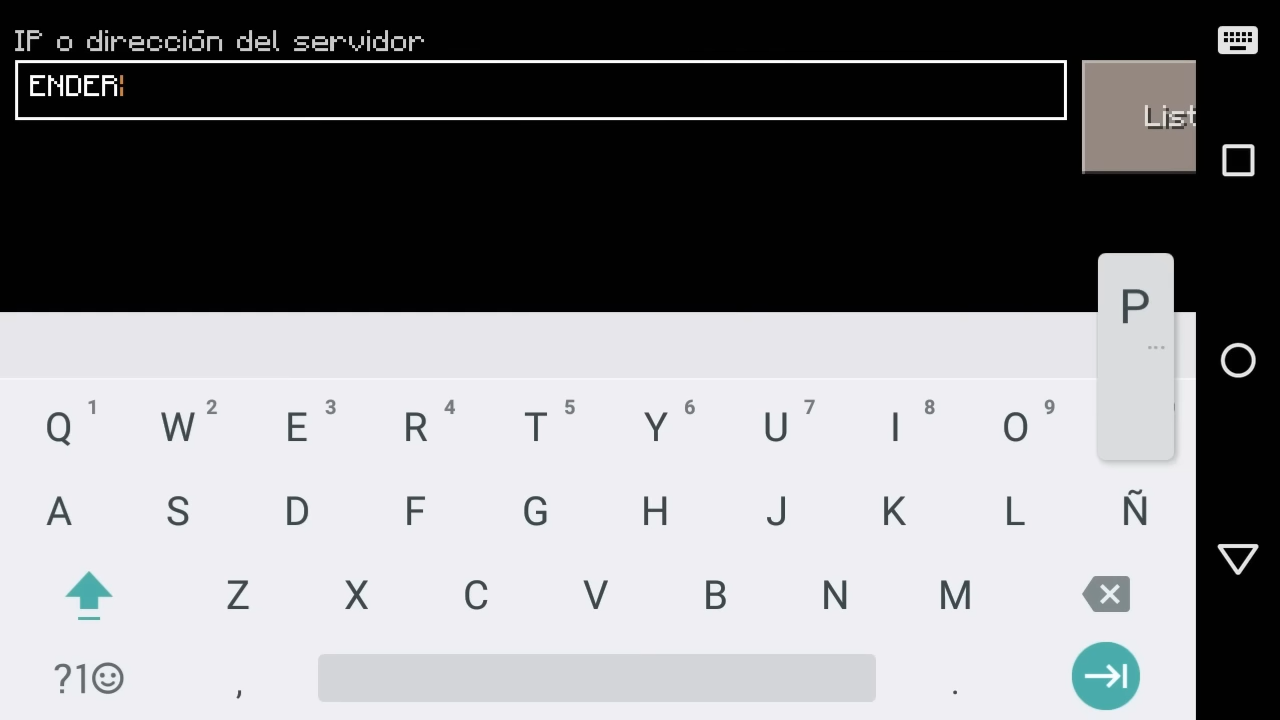 IP o dirección del servidor
ENDER
List
P
...
Q 1 W 2 E 3 R 4 T 5 Y 6 U 7 I 8 O 9
A S D F G H J K L Ñ
Z X C V B N M
?1☺ , .